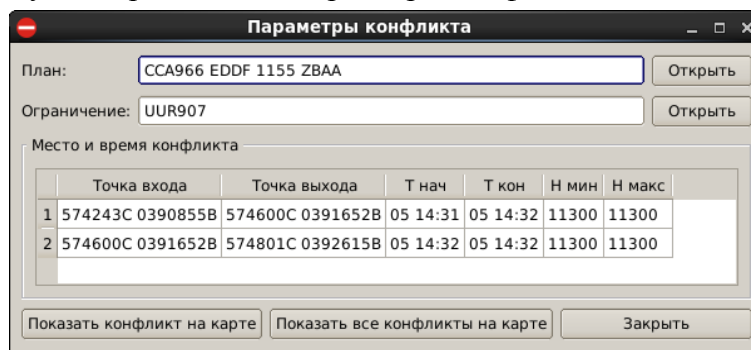 Параметры конфликта
План: CCA966 EDDF 1155 ZBAA Открыть
Ограничение: UUR907 Открыть
Место и время конфликта
Точка входа Точка выхода Т нач Т кон Н мин Н макс
1 574243С 0390855В 574600С 0391652В 05 14:31 05 14:32 11300 11300
2 574600С 0391652В 574801С 0392615В 05 14:32 05 14:32 11300 11300
Показать конфликт на карте Показать все конфликты на карте Закрыть